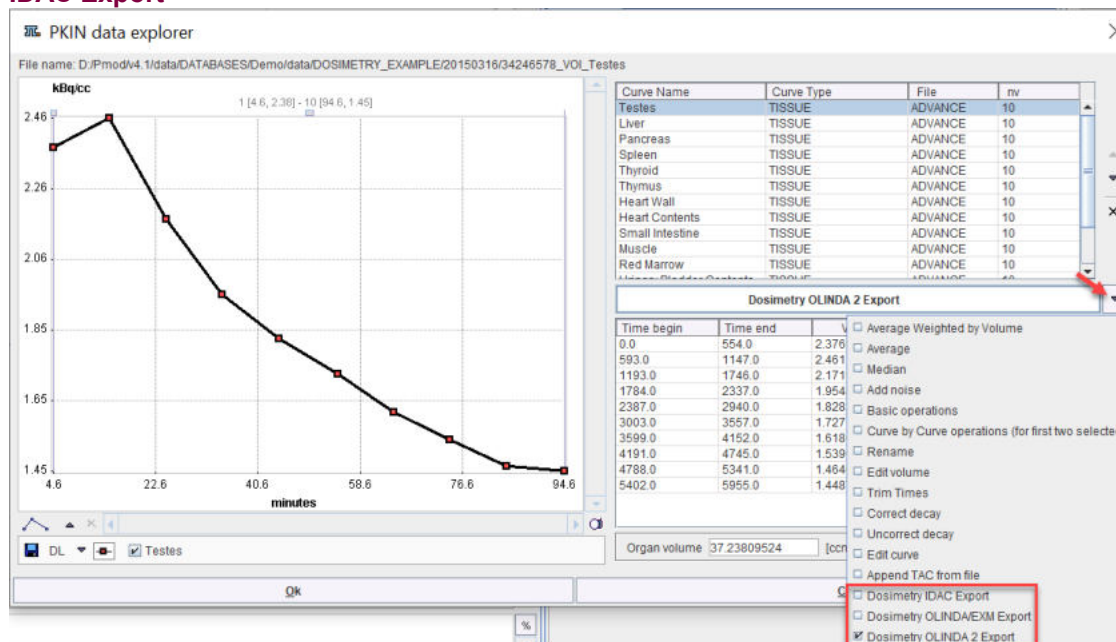 IDAC Export
PKIN data explorer
File name: D:/Pmod/v4.1/data/DATABASES/Demo/data/DOSIMETRY_EXAMPLE/20150316/34246578_VOI_Testes
kBq/cc
1 [4.6, 2.38] - 10 [94.6, 1.45]
2.46
2.26
2.06
1.85
1.65
1.45
4.6 22.6 40.6 58.6 76.6 94.6
minutes
DL Testes
Curve Name Curve Type File nv
Testes TISSUE ADVANCE 10
Liver TISSUE ADVANCE 10
Pancreas TISSUE ADVANCE 10
Spleen TISSUE ADVANCE 10
Thyroid TISSUE ADVANCE 10
Thymus TISSUE ADVANCE 10
Heart Wall TISSUE ADVANCE 10
Heart Contents TISSUE ADVANCE 10
Small Intestine TISSUE ADVANCE 10
Muscle TISSUE ADVANCE 10
Red Marrow TISSUE ADVANCE 10
Dosimetry OLINDA 2 Export
Time begin Time end V
0.0 554.0 2.376
593.0 1147.0 2.461
1193.0 1746.0 2.171
1784.0 2337.0 1.954
2387.0 2940.0 1.828
3003.0 3557.0 1.727
3599.0 4152.0 1.618
4191.0 4745.0 1.539
4788.0 5341.0 1.464
5402.0 5955.0 1.448
Organ volume 37.23809524 [ccm
Average Weighted by Volume
Average
Median
Add noise
Basic operations
Curve by Curve operations (for first two selecte
Rename
Edit volume
Trim Times
Correct decay
Uncorrect decay
Edit curve
Append TAC from file
Dosimetry IDAC Export
Dosimetry OLINDA/EXM Export
Dosimetry OLINDA 2 Export
Ok C
%